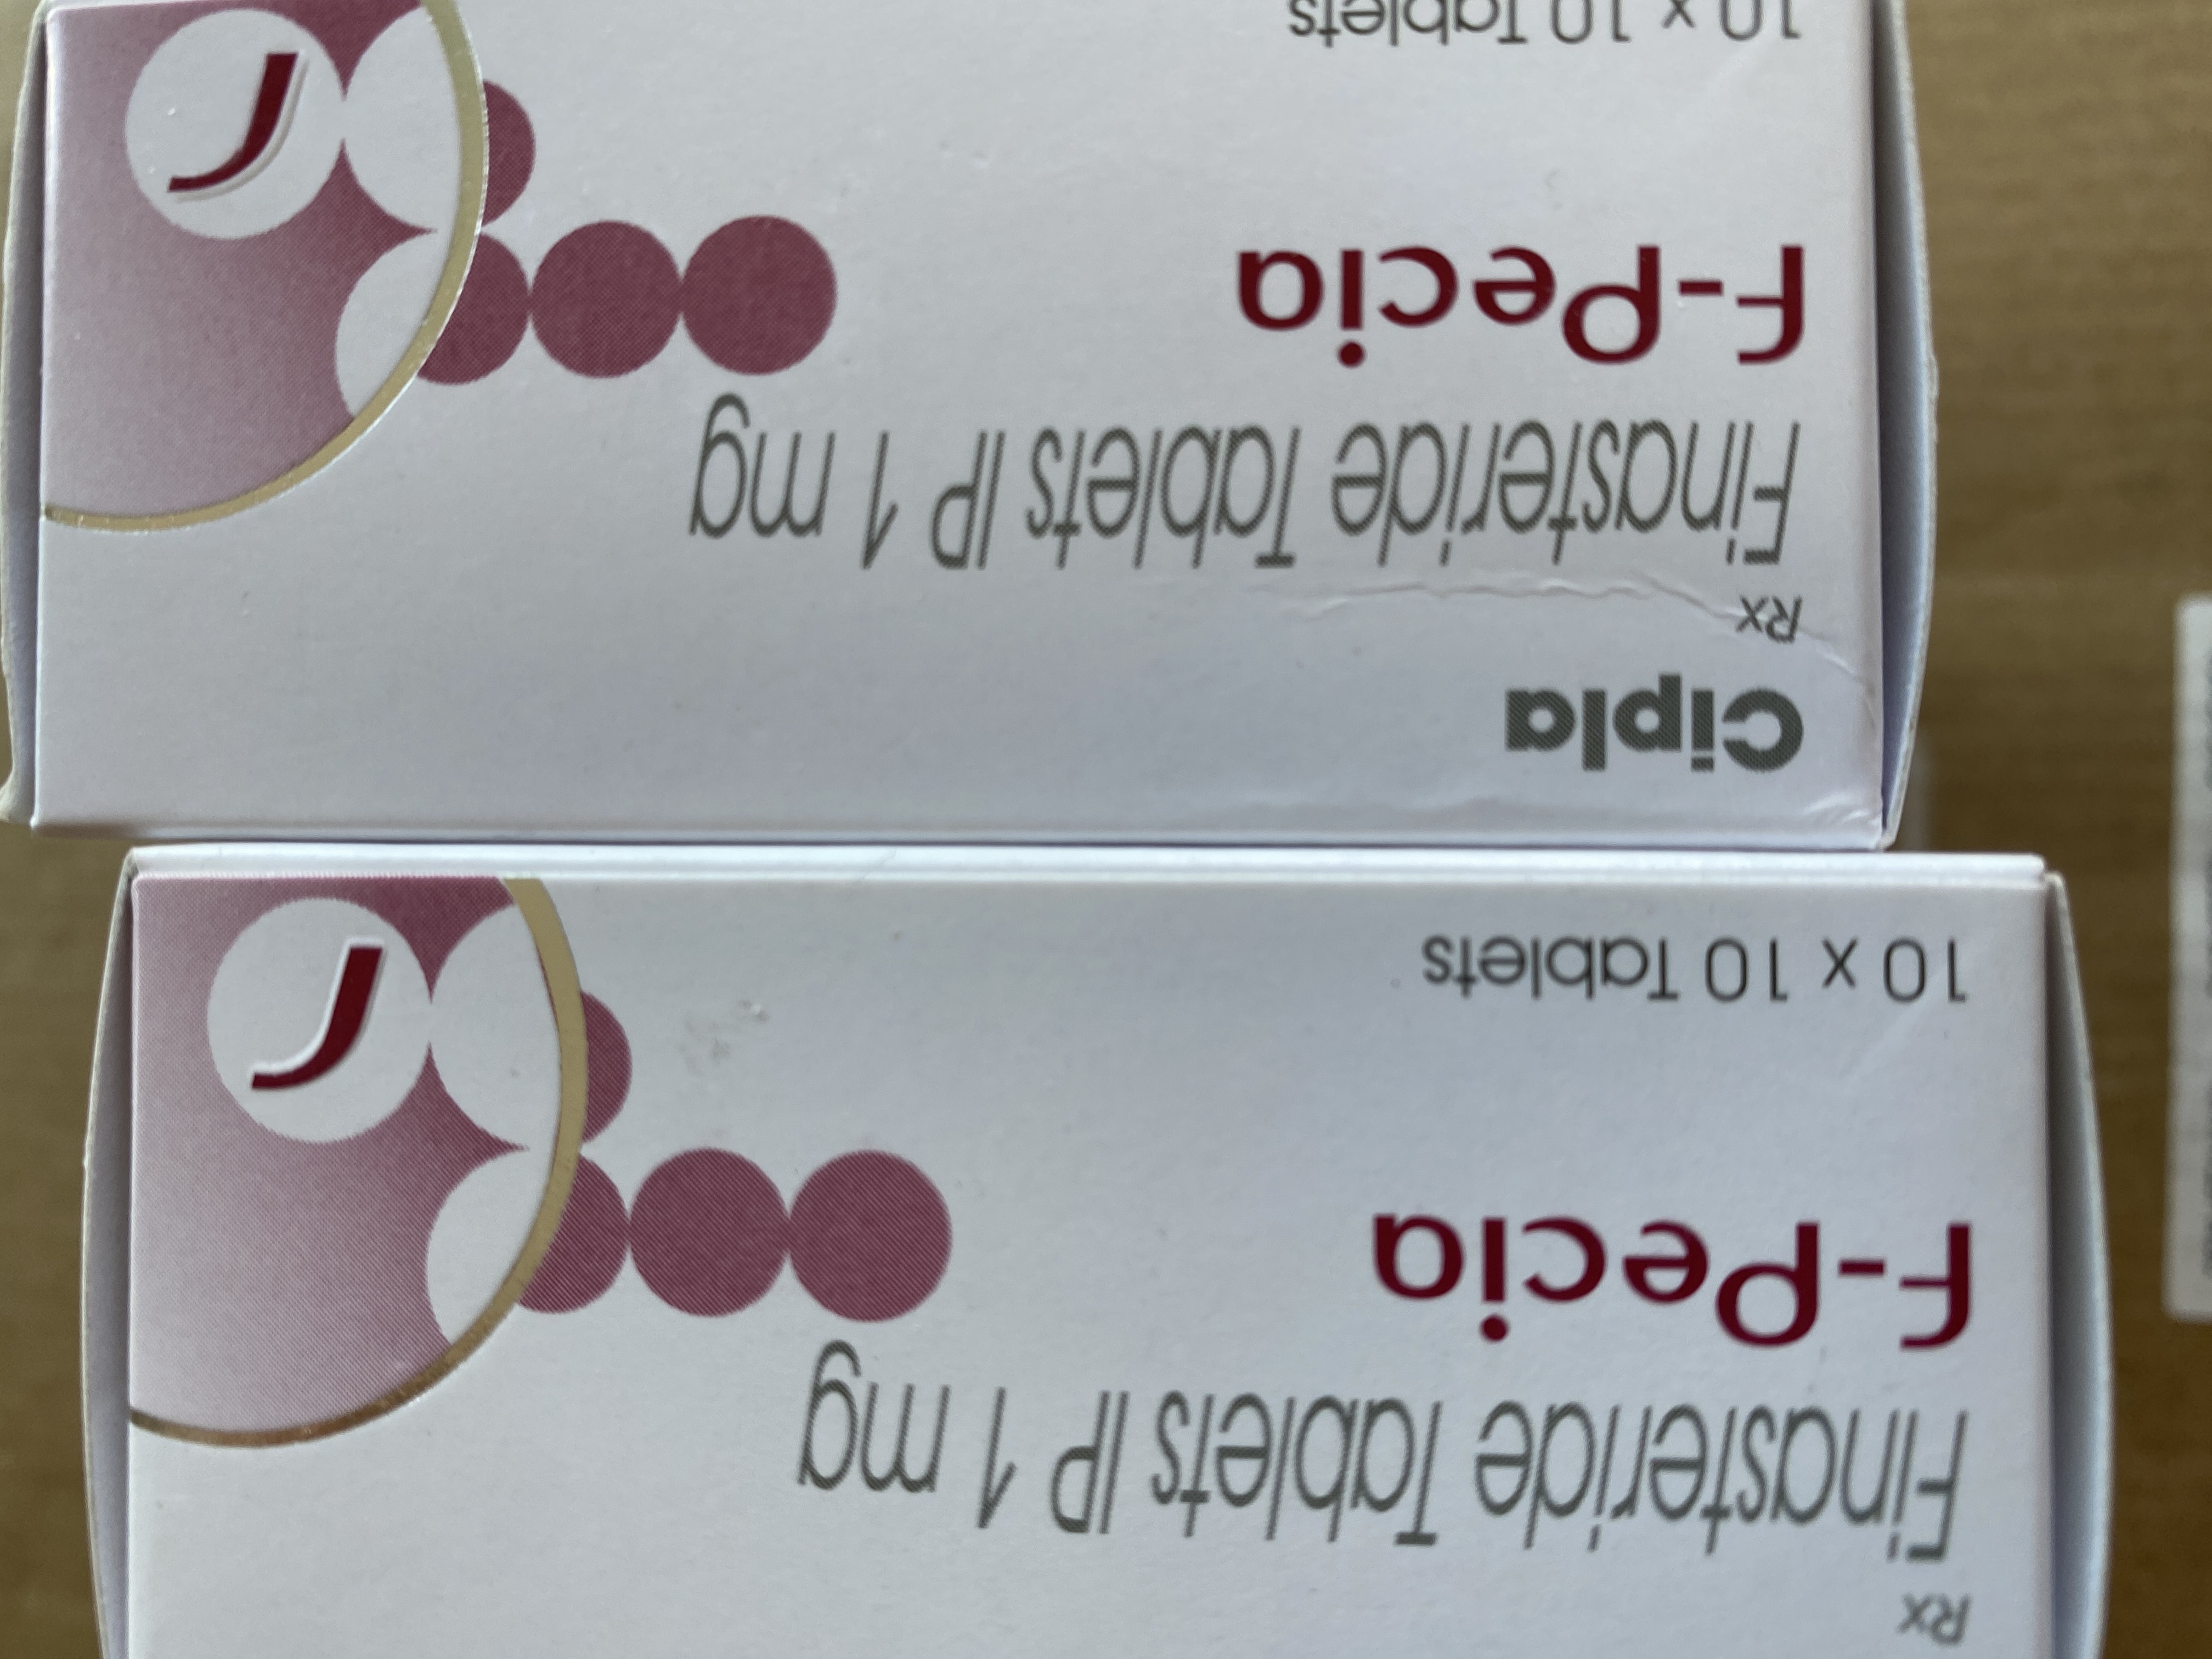 Rx
Finasteride Tablets IP 1 mg
F-Pecia
10 x 10 Tablets
Cipla
Rx
Finasteride Tablets IP 1 mg
F-Pecia
10 x 10 Tablets